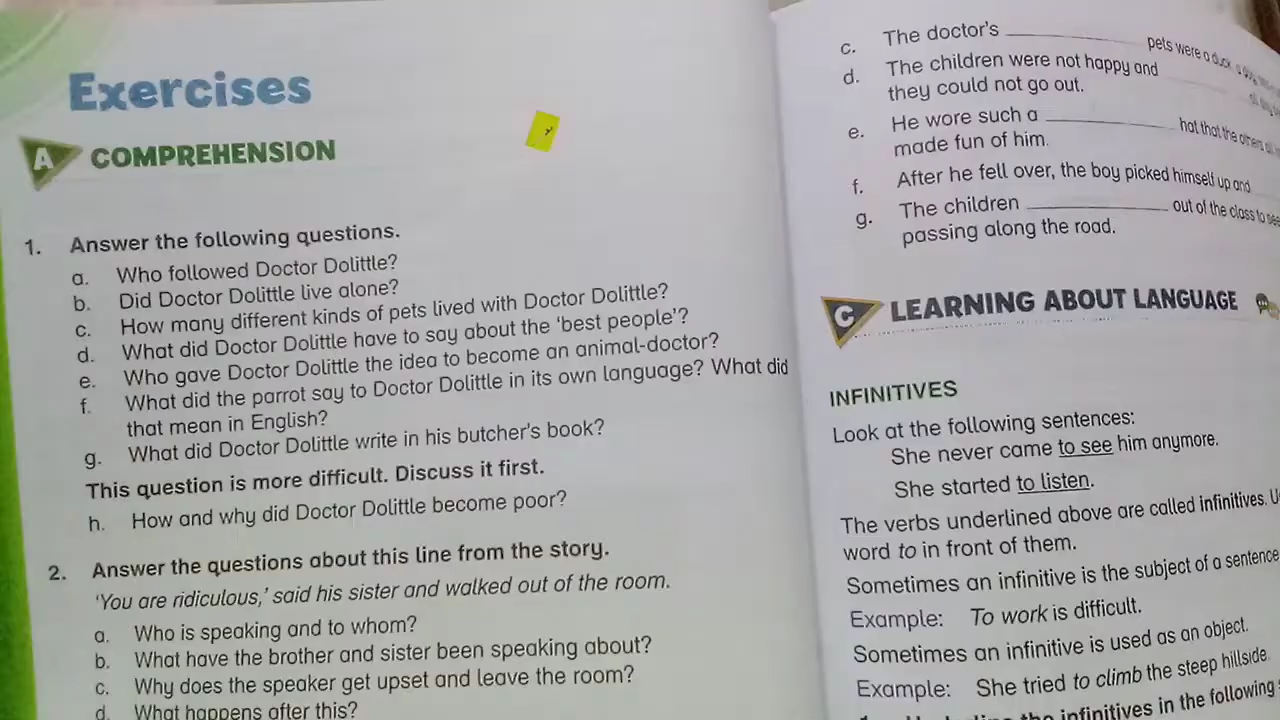 Exercises
A COMPREHENSION
1. Answer the following questions.
a. Who followed Doctor Dolittle?
b. Did Doctor Dolittle live alone?
c. How many different kinds of pets lived with Doctor Dolittle?
d. What did Doctor Dolittle have to say about the ‘best people’?
e. Who gave Doctor Dolittle the idea to become an animal-doctor?
f. What did the parrot say to Doctor Dolittle in its own language? What did
that mean in English?
g. What did Doctor Dolittle write in his butcher’s book?
This question is more difficult. Discuss it first.
h. How and why did Doctor Dolittle become poor?
2. Answer the questions about this line from the story.
‘You are ridiculous,’ said his sister and walked out of the room.
a. Who is speaking and to whom?
b. What have the brother and sister been speaking about?
c. Why does the speaker get upset and leave the room?
d. What happens after this?
c. The doctor’s __________ pets were a duck, a dog,
d. The children were not happy and
they could not go out.
e. He wore such a __________ hat that the others
made fun of him.
f. After he fell over, the boy picked himself up and
g. The children __________ out of the class to see
passing along the road.
C LEARNING ABOUT LANGUAGE
INFINITIVES
Look at the following sentences:
She never came to see him anymore.
She started to listen.
The verbs underlined above are called infinitives.
word to in front of them.
Sometimes an infinitive is the subject of a sentence
Example: To work is difficult.
Sometimes an infinitive is used as an object.
Example: She tried to climb the steep hillside.
the infinitives in the following